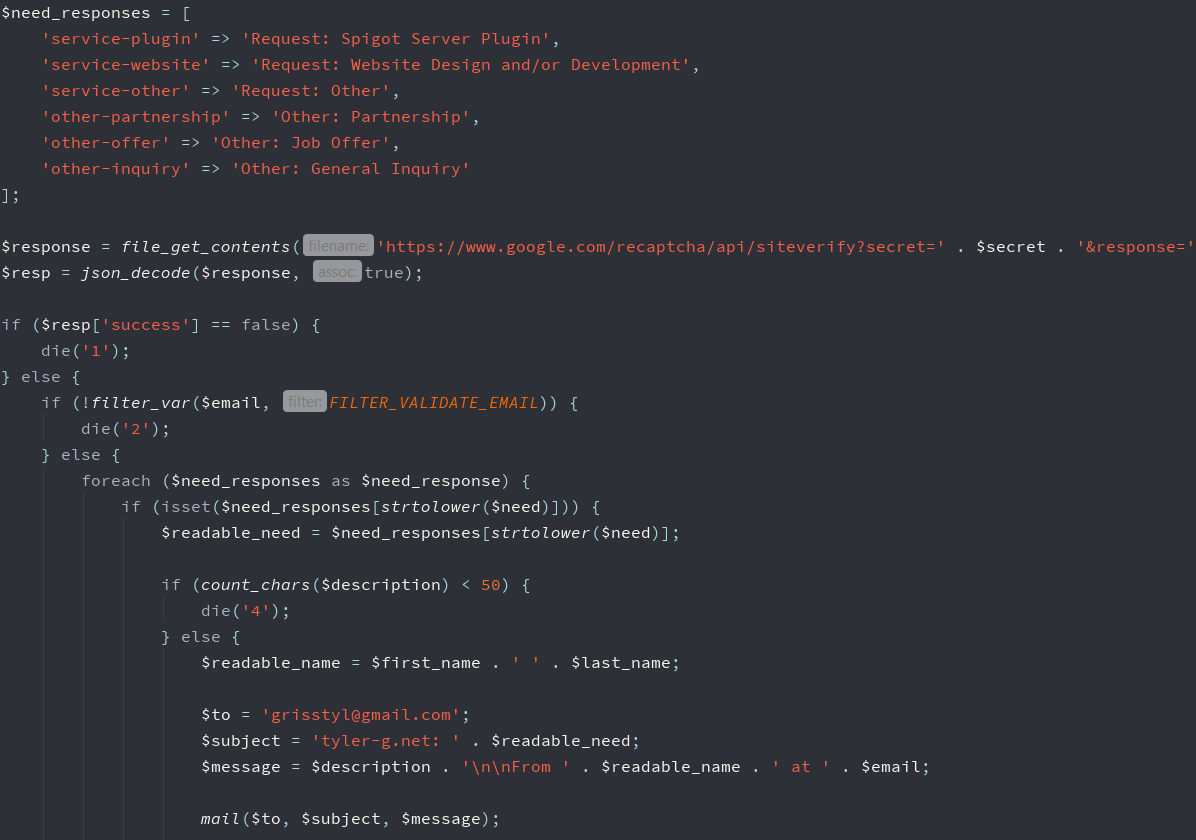 $need_responses = [
    'service-plugin' => 'Request: Spigot Server Plugin',
    'service-website' => 'Request: Website Design and/or Development',
    'service-other' => 'Request: Other',
    'other-partnership' => 'Other: Partnership',
    'other-offer' => 'Other: Job Offer',
    'other-inquiry' => 'Other: General Inquiry'
];
$response = file_get_contents( filename: 'https://www.google.com/recaptcha/api/siteverify?secret=' . $secret . '&response='
$resp = json_decode($response, assoc: true);
if ($resp['success'] == false) {
    die('1');
} else {
    if (!filter_var($email, filter: FILTER_VALIDATE_EMAIL)) {
        die('2');
    } else {
        foreach ($need_responses as $need_response) {
            if (isset($need_responses[strtolower($need)])) {
                $readable_need = $need_responses[strtolower($need)];
                if (count_chars($description) < 50) {
                    die('4');
                } else {
                    $readable_name = $first_name . ' ' . $last_name;
                    $to = 'grisstyl@gmail.com';
                    $subject = 'tyler-g.net: ' . $readable_need;
                    $message = $description . '\n\nFrom ' . $readable_name . ' at ' . $email;
                    mail($to, $subject, $message);